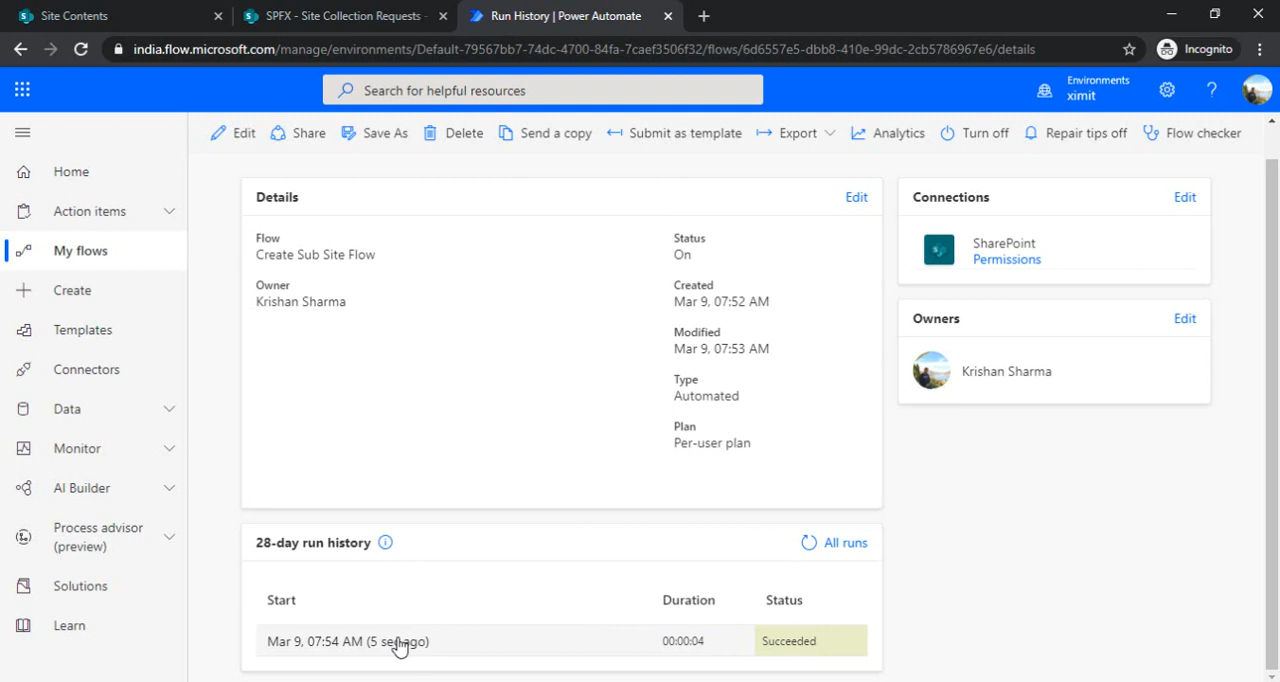 Site Contents
SPFX - Site Collection Requests -
Run History | Power Automate
india.flow.microsoft.com/manage/environments/Default-79567bb7-74dc-4700-84fa-7caef3506f32/flows/6d6557e5-dbb8-410e-99dc-2cb5786967e6/details
Incognito
Search for helpful resources
Environments
ximit
Edit
Share
Save As
Delete
Send a copy
Submit as template
Export
Analytics
Turn off
Repair tips off
Flow checker
Home
Action items
My flows
Create
Templates
Connectors
Data
Monitor
AI Builder
Process advisor
(preview)
Solutions
Learn
Details
Edit
Flow
Create Sub Site Flow
Owner
Krishan Sharma
Status
On
Created
Mar 9, 07:52 AM
Modified
Mar 9, 07:53 AM
Type
Automated
Plan
Per-user plan
Connections
Edit
SharePoint
Permissions
Owners
Edit
Krishan Sharma
28-day run history
All runs
Start
Duration
Status
Mar 9, 07:54 AM (5 sec ago)
00:00:04
Succeeded